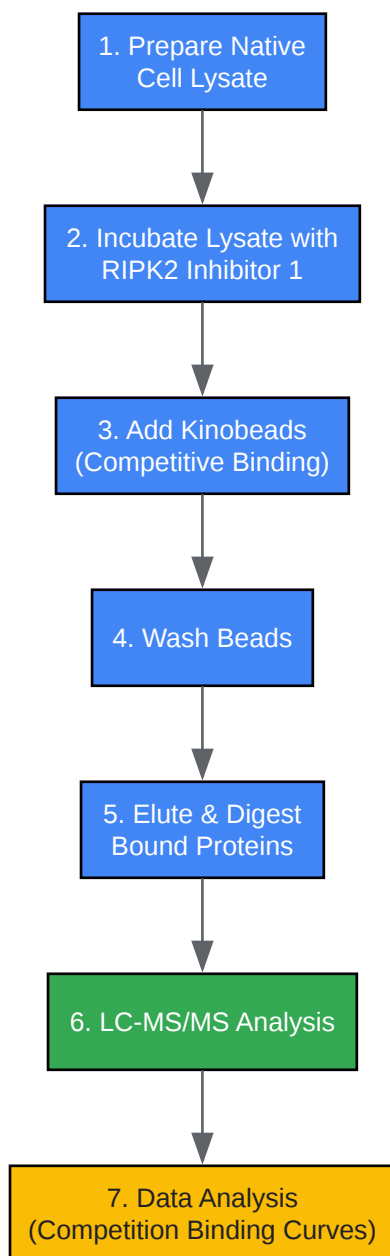 1. Prepare Native
Cell Lysate
2. Incubate Lysate with
RIPK2 Inhibitor 1
3. Add Kinobeads
(Competitive Binding)
4. Wash Beads
5. Elute & Digest
Bound Proteins
6. LC-MS/MS Analysis
7. Data Analysis
(Competition Binding Curves)